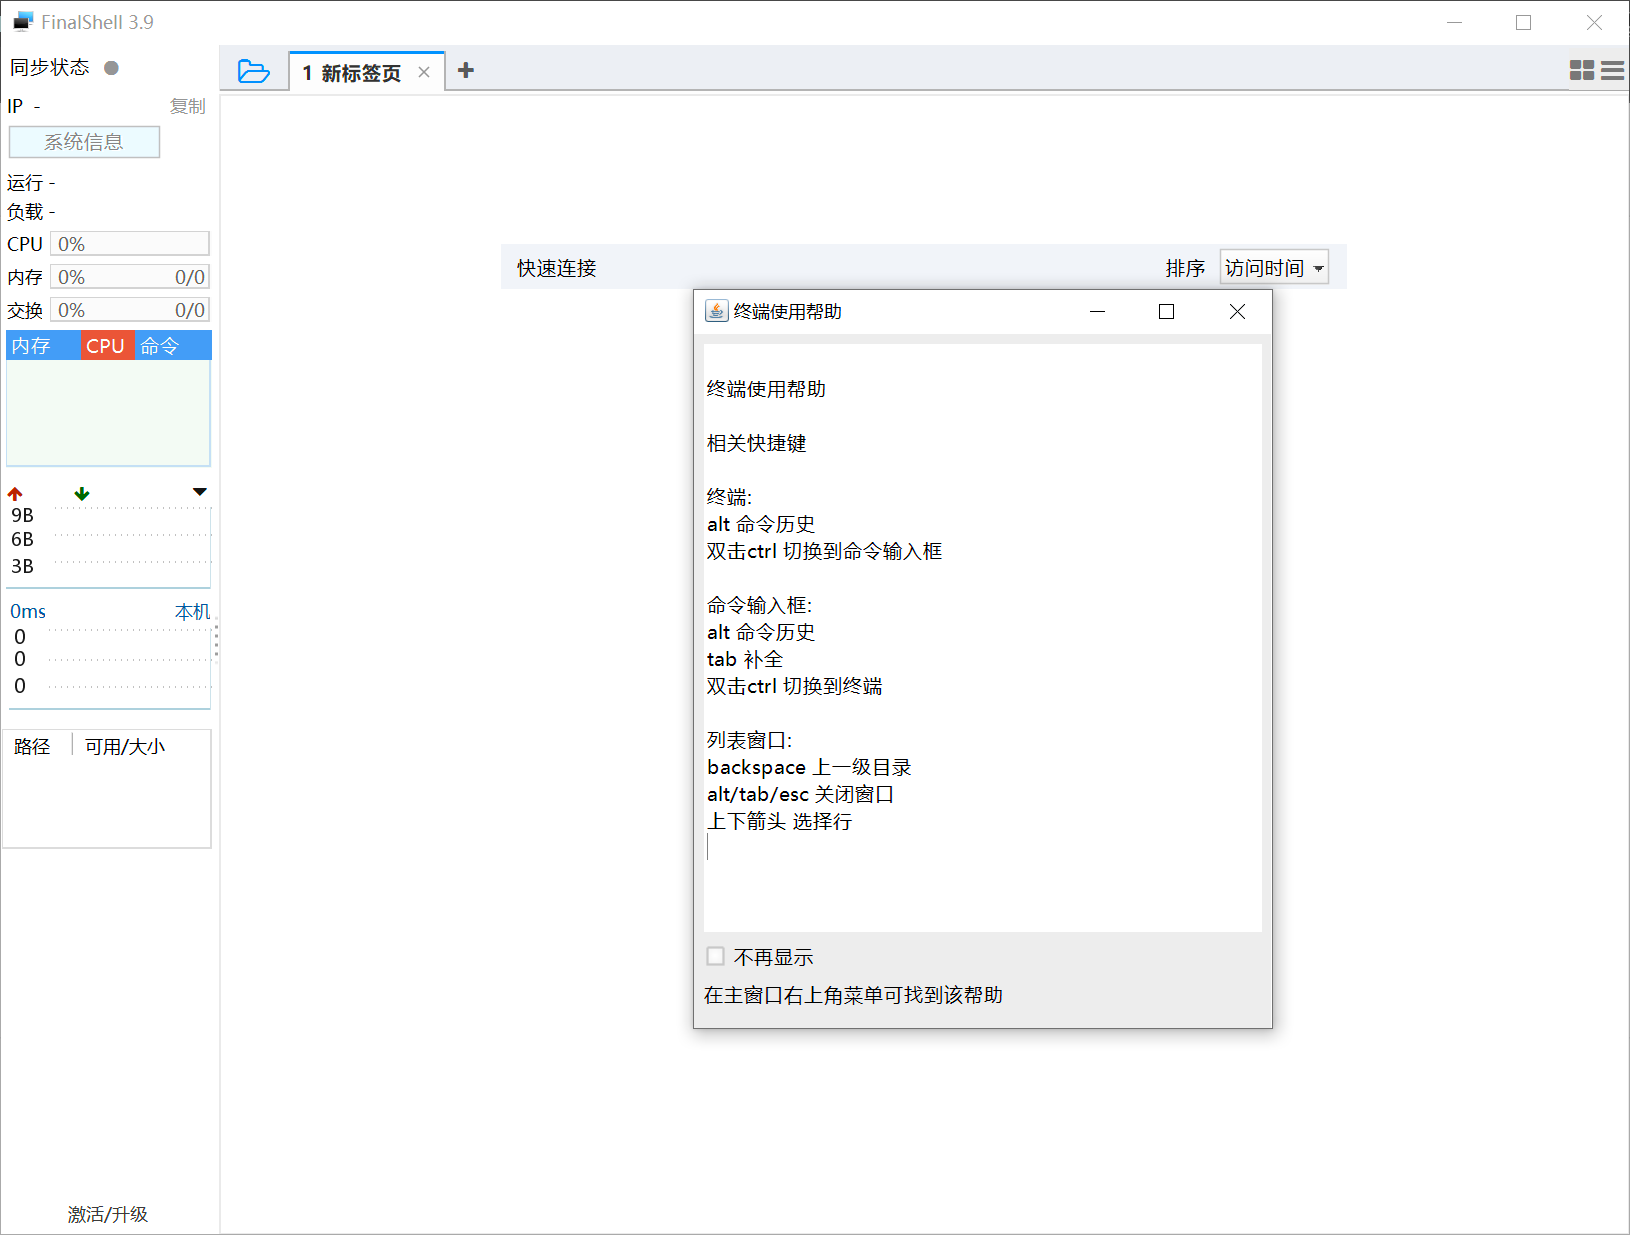 FinalShell 3.9
同步状态
IP -
复制
系统信息
运行 -
负载 -
CPU 0%
内存 0% 0/0
交换 0% 0/0
内存 CPU 命令
9B
6B
3B
0ms 本机
0
0
0
路径 可用/大小
激活/升级
1 新标签页
快速连接
排序 访问时间
终端使用帮助
终端使用帮助
相关快捷键
终端:
alt 命令历史
双击ctrl 切换到命令输入框
命令输入框:
alt 命令历史
tab 补全
双击ctrl 切换到终端
列表窗口:
backspace 上一级目录
alt/tab/esc 关闭窗口
上下箭头 选择行
不再显示
在主窗口右上角菜单可找到该帮助